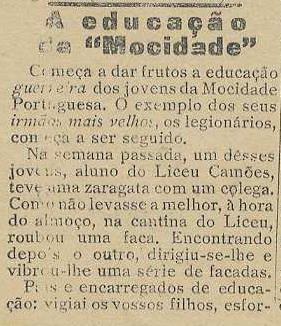 A educação
da "Mocidade"
Começa a dar frutos a educação
guerreira dos jovens da Mocidade
Portuguesa. O exemplo dos seus
irmãos mais velhos, os legionários,
começa a ser seguido.
Na semana passada, um dêsses
jovens, aluno do Liceu Camões,
teve uma zaragata com um colega.
Como não levasse a melhor, à hora
do almoço, na cantina do Liceu,
roubou uma faca. Encontrando
depois o outro, dirigiu-se-lhe e
vibrou-lhe uma série de facadas.
Pais e encarregados de educa-
ção: vigiai os vossos filhos, esfor-